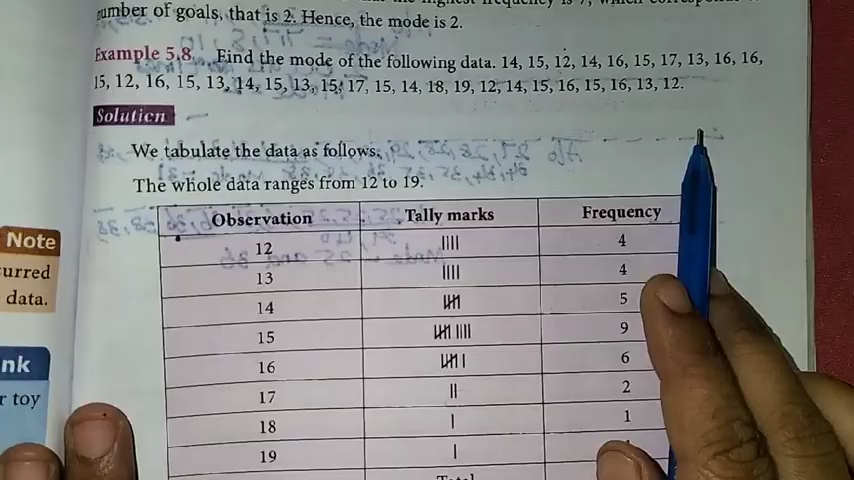 number of goals, that is 2. Hence, the mode is 2.
Example 5.8 Find the mode of the following data. 14, 15, 12, 14, 16, 15, 17, 13, 16, 16,
15, 12, 16, 15, 13, 14, 15, 13, 15, 17, 15, 14, 18, 19, 12, 14, 15, 16, 15, 16, 13, 12.
Solution
We tabulate the data as follows.
The whole data ranges from 12 to 19.
Observation Tally marks Frequency
12 |||| 4
13 |||| 4
14 5
15 |||| 9
16 | 6
17 || 2
18 | 1
19 |
Total
Note
curred
data.
nk
r toy